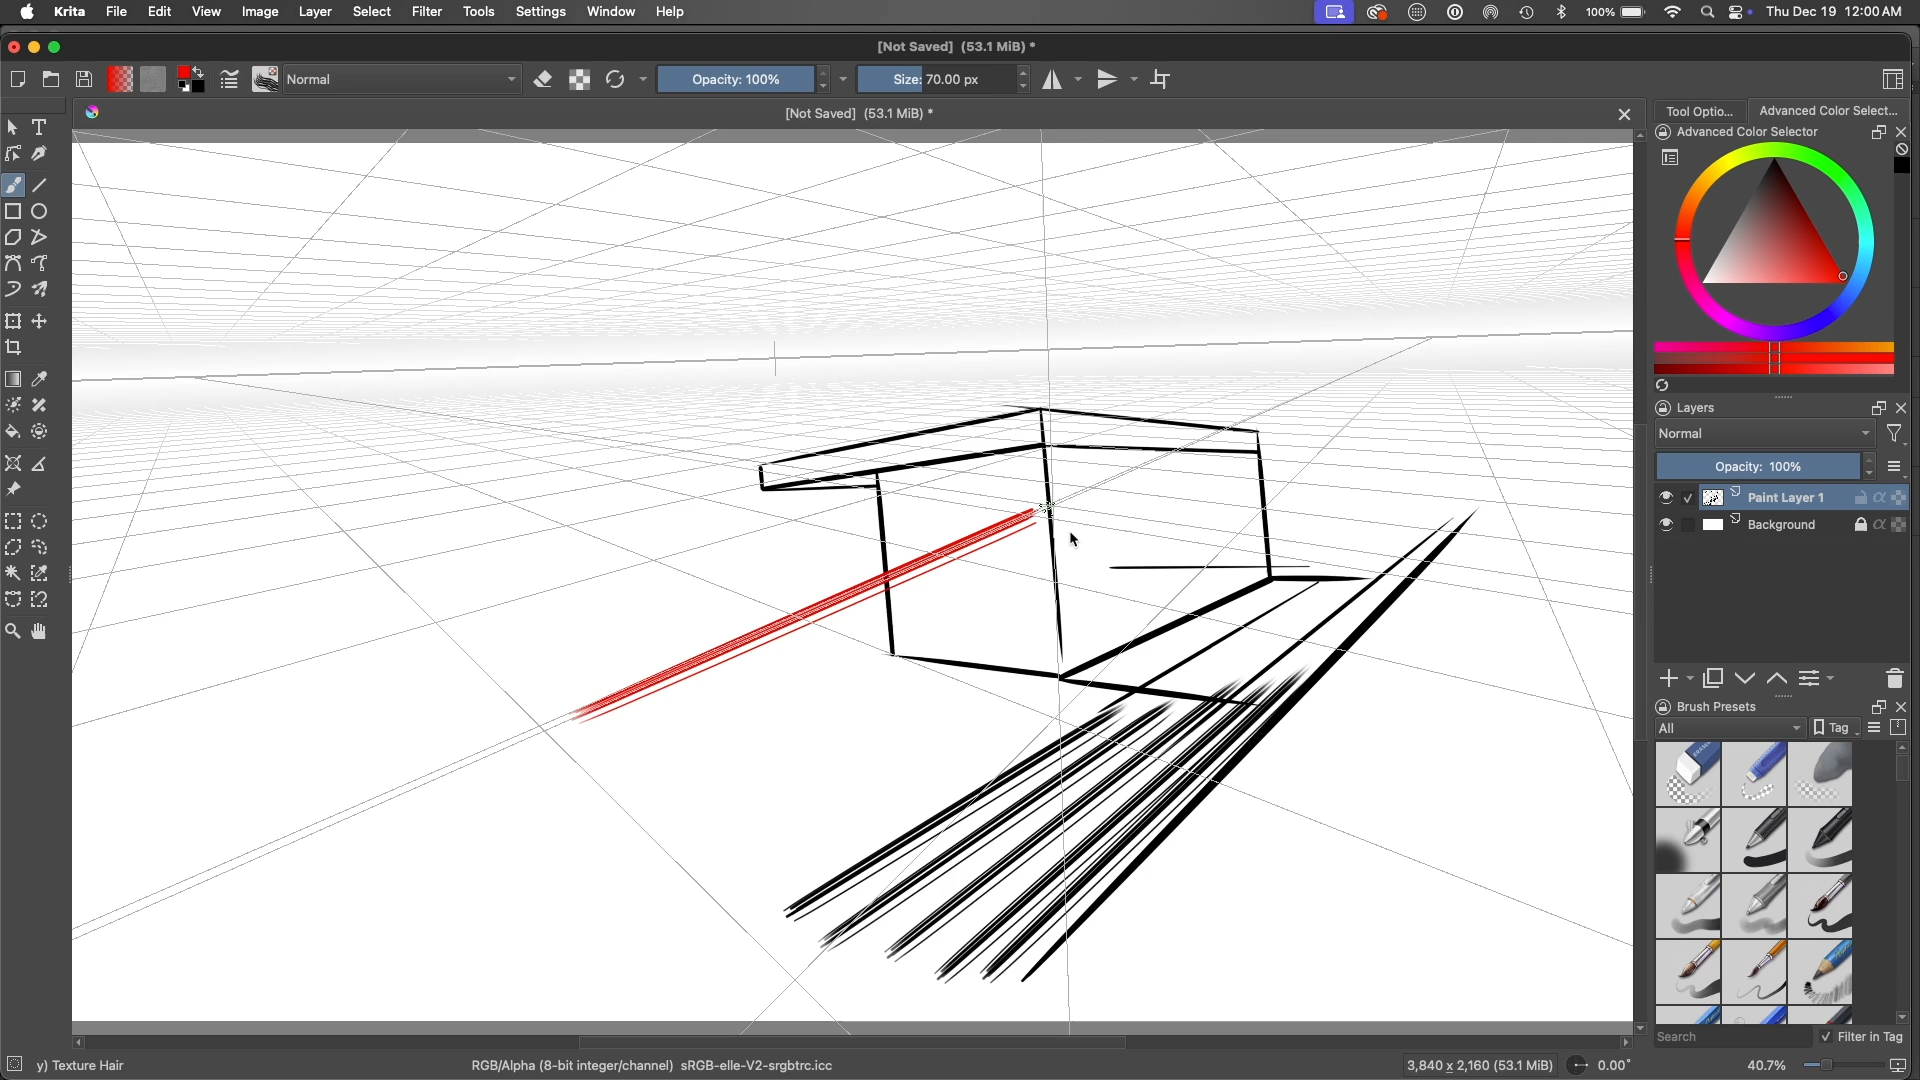 Krita File Edit View Image Layer Select Filter Tools Settings Window Help 100% Thu Dec 19 12:00 AM
[Not Saved] (53.1 MiB) *
Normal Opacity: 100% Size: 70.00 px
[Not Saved] (53.1 MiB) *
Tool Optio... Advanced Color Select...
Advanced Color Selector
Layers
Normal
Opacity: 100%
Paint Layer 1
Background
Brush Presets
All Tag
Search Filter in Tag
y) Texture Hair RGB/Alpha (8-bit integer/channel) sRGB-elle-V2-srgbtrc.icc 3,840 x 2,160 (53.1 MiB) 0.00° 40.7%